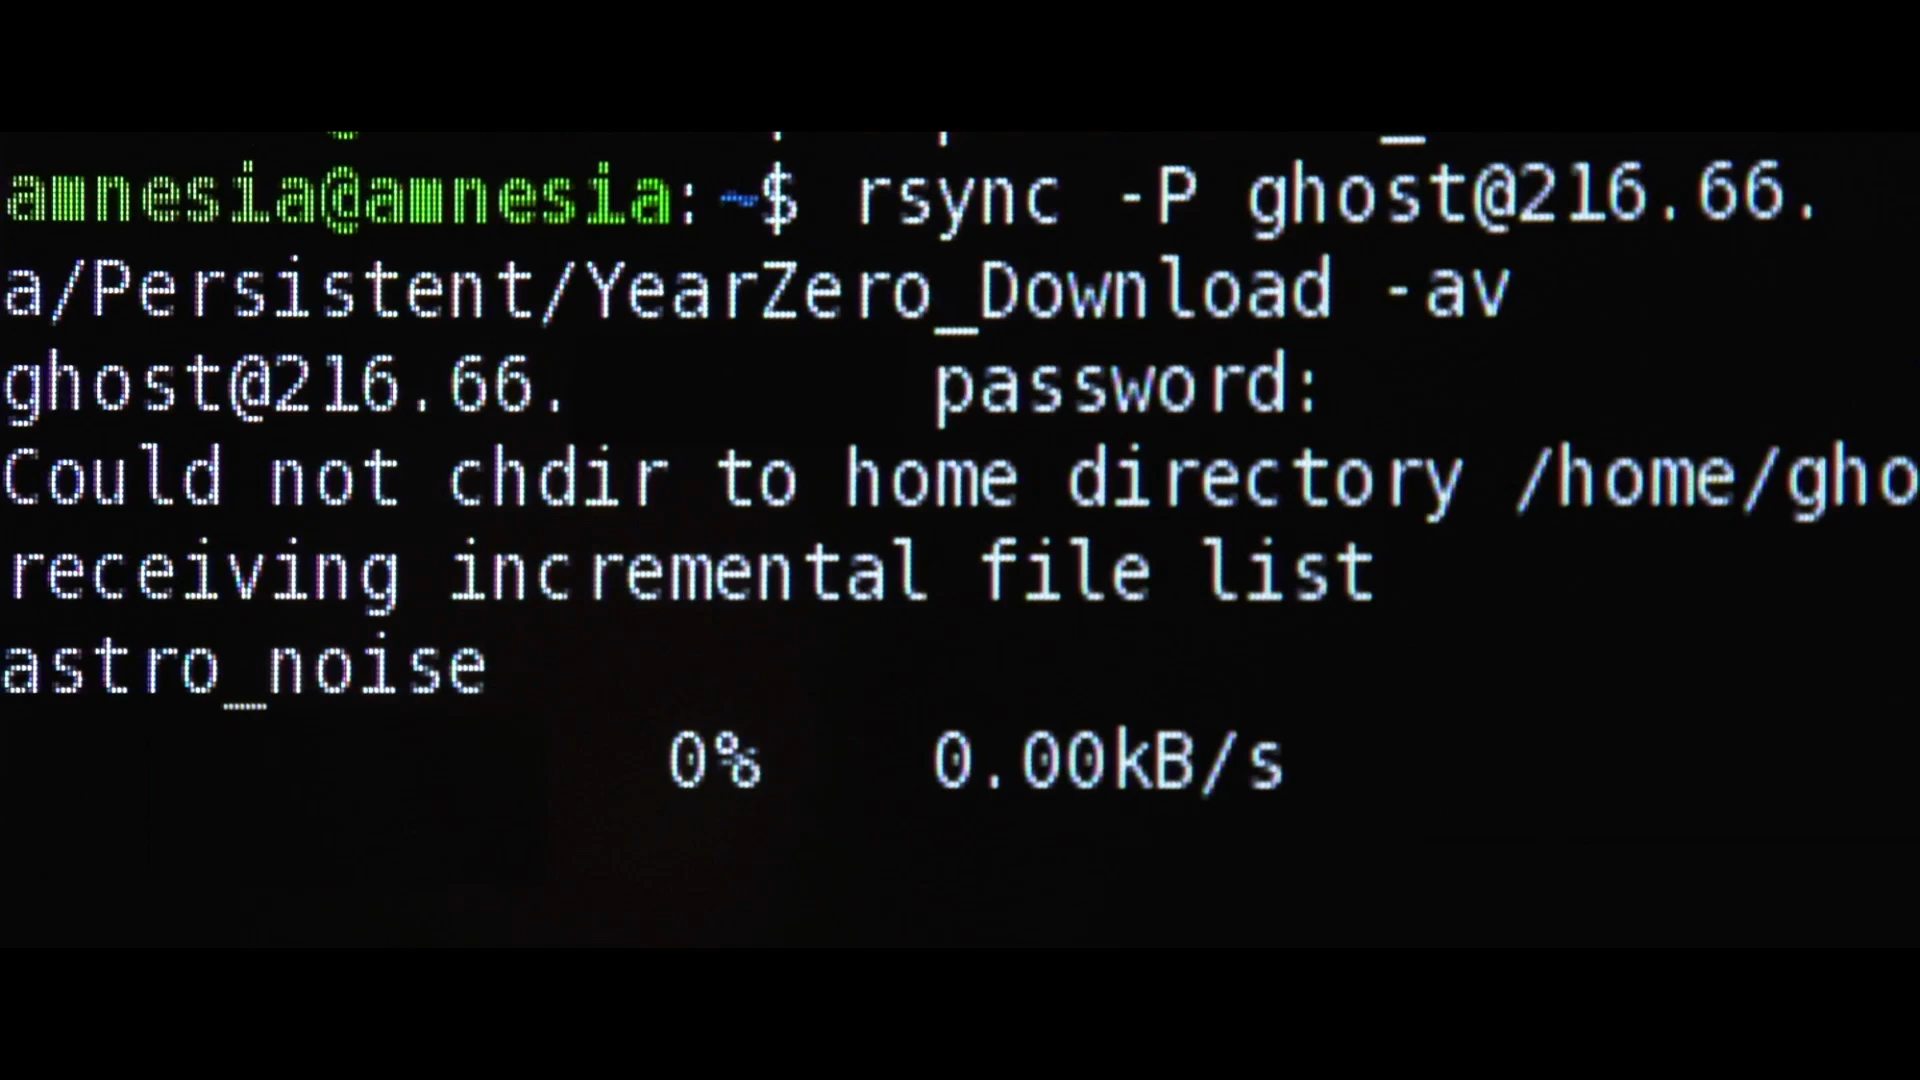 amnesia@amnesia:~$ rsync -P ghost@216.66.
a/Persistent/YearZero_Download -av
ghost@216.66. password:
Could not chdir to home directory /home/gho
receiving incremental file list
astro_noise
0% 0.00kB/s